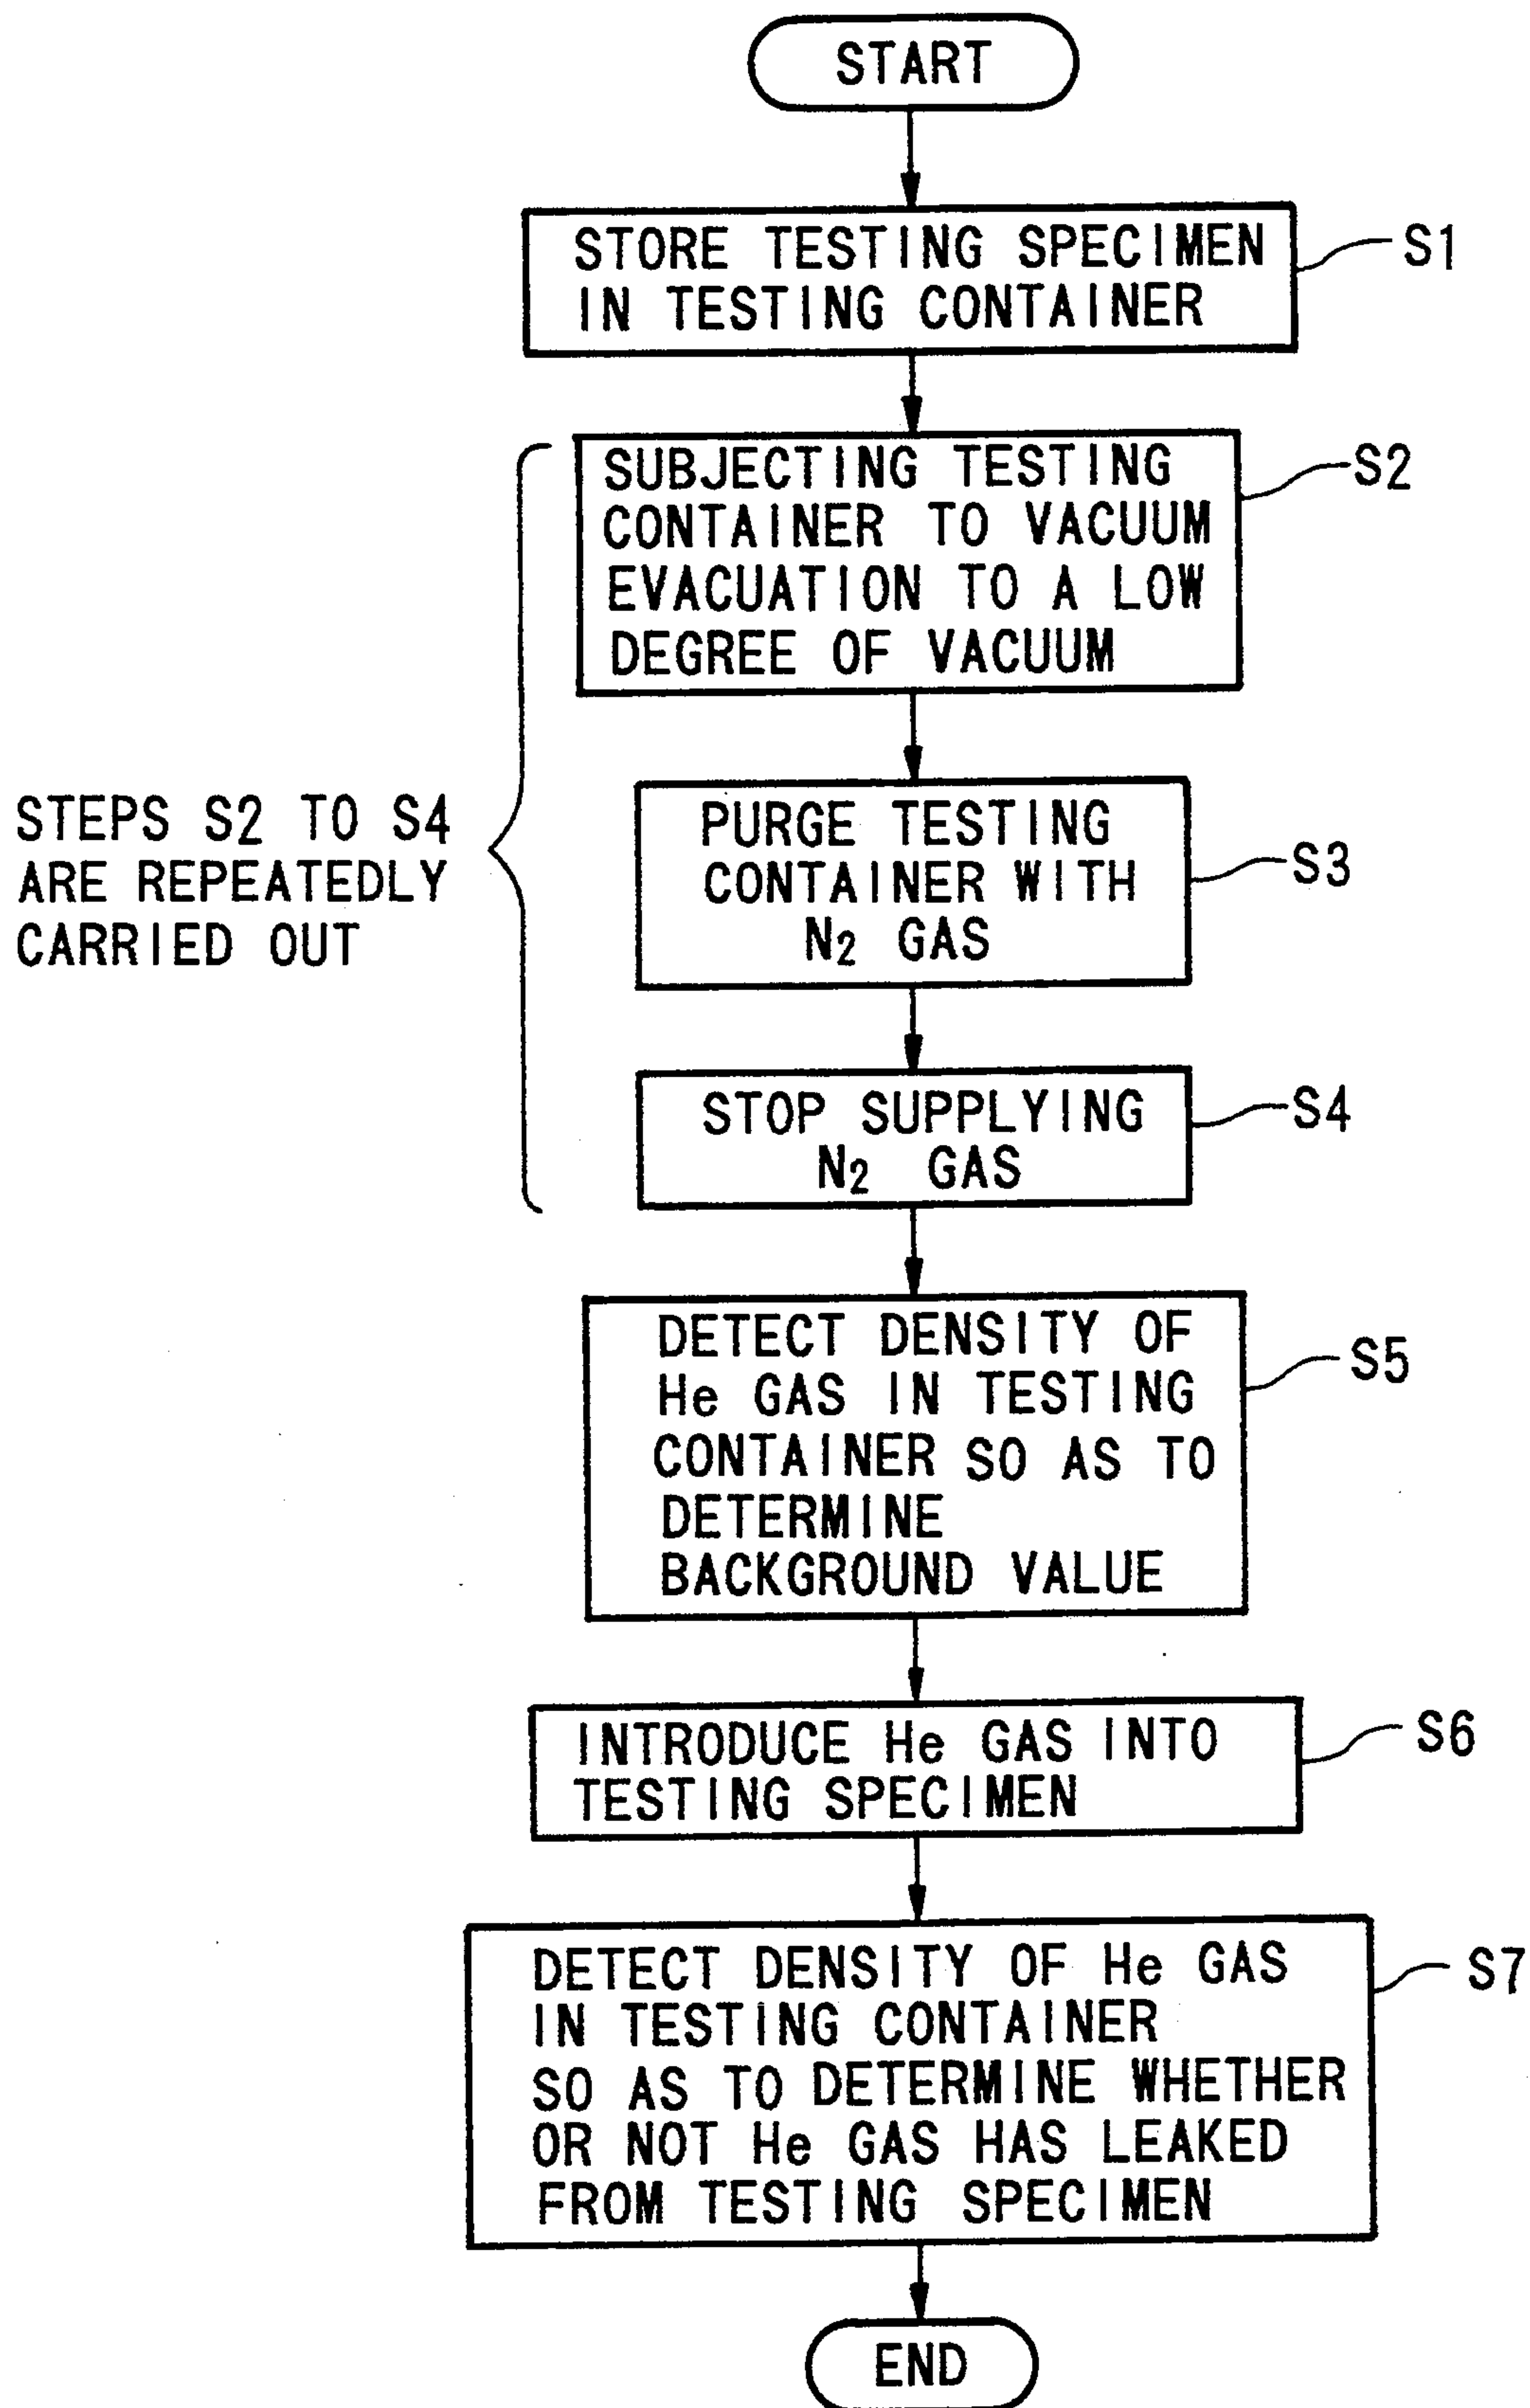 START
STORE TESTING SPECIMEN
IN TESTING CONTAINER
S1
SUBJECTING TESTING
CONTAINER TO VACUUM
EVACUATION TO A LOW
DEGREE OF VACUUM
S2
STEPS S2 TO S4
ARE REPEATEDLY
CARRIED OUT
PURGE TESTING
CONTAINER WITH
N2 GAS
S3
STOP SUPPLYING
N2 GAS
S4
DETECT DENSITY OF
He GAS IN TESTING
CONTAINER SO AS TO
DETERMINE
BACKGROUND VALUE
S5
INTRODUCE He GAS INTO
TESTING SPECIMEN
S6
DETECT DENSITY OF He GAS
IN TESTING CONTAINER
SO AS TO DETERMINE WHETHER
OR NOT He GAS HAS LEAKED
FROM TESTING SPECIMEN
S7
END